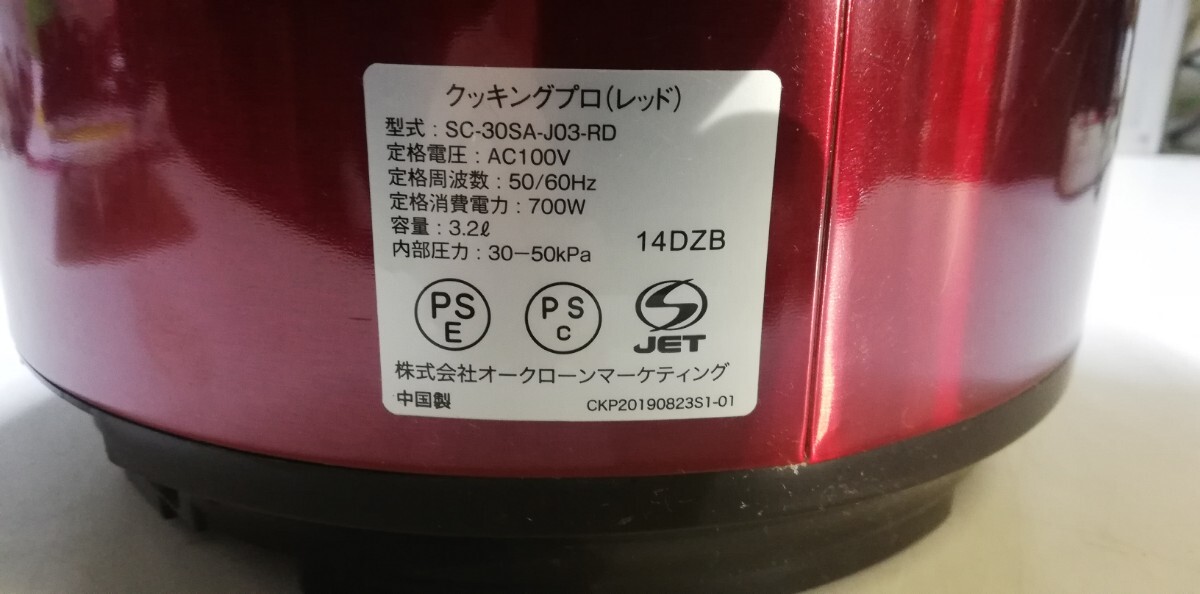 クッキングプロ(レッド)
型式:SC-30SA-J03-RD
定格電圧:AC100V
定格周波数:50/60Hz
定格消費電力:700W
容量:3.2ℓ
内部圧力:30−50kPa
14DZB
PS
E
PS
C
JET
株式会社オークローンマーケティング
中国製
CKP20190823S1-01